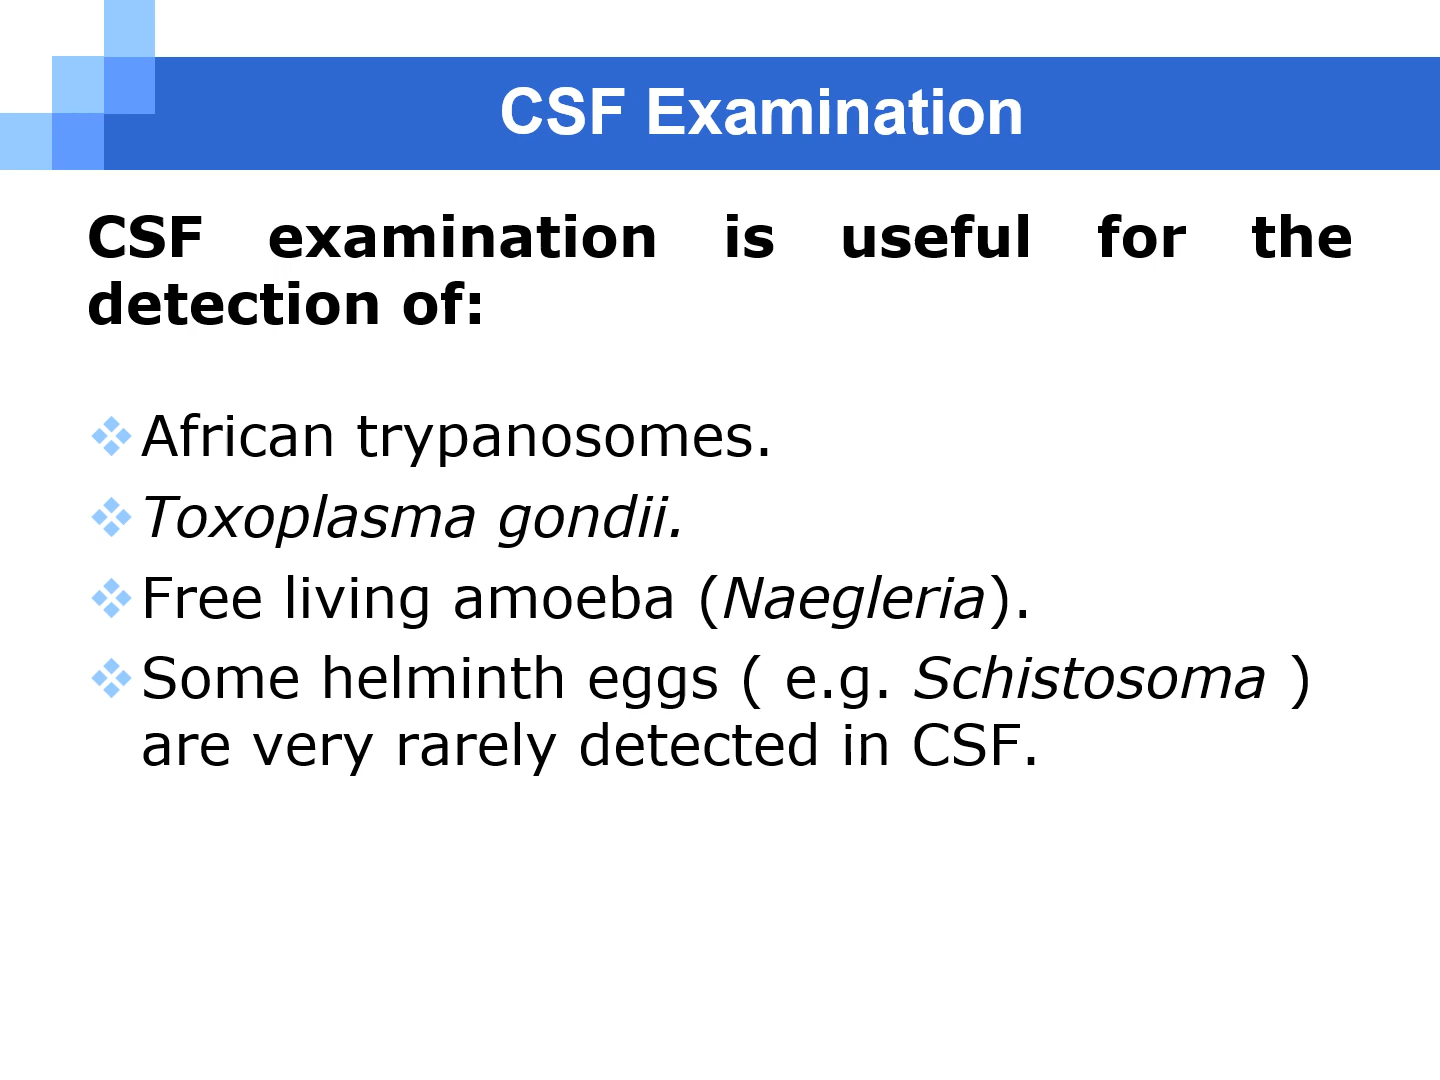 CSF Examination
CSF examination is useful for the
detection of:
❖African trypanosomes.
❖Toxoplasma gondii.
❖Free living amoeba (Naegleria).
❖Some helminth eggs ( e.g. Schistosoma )
are very rarely detected in CSF.